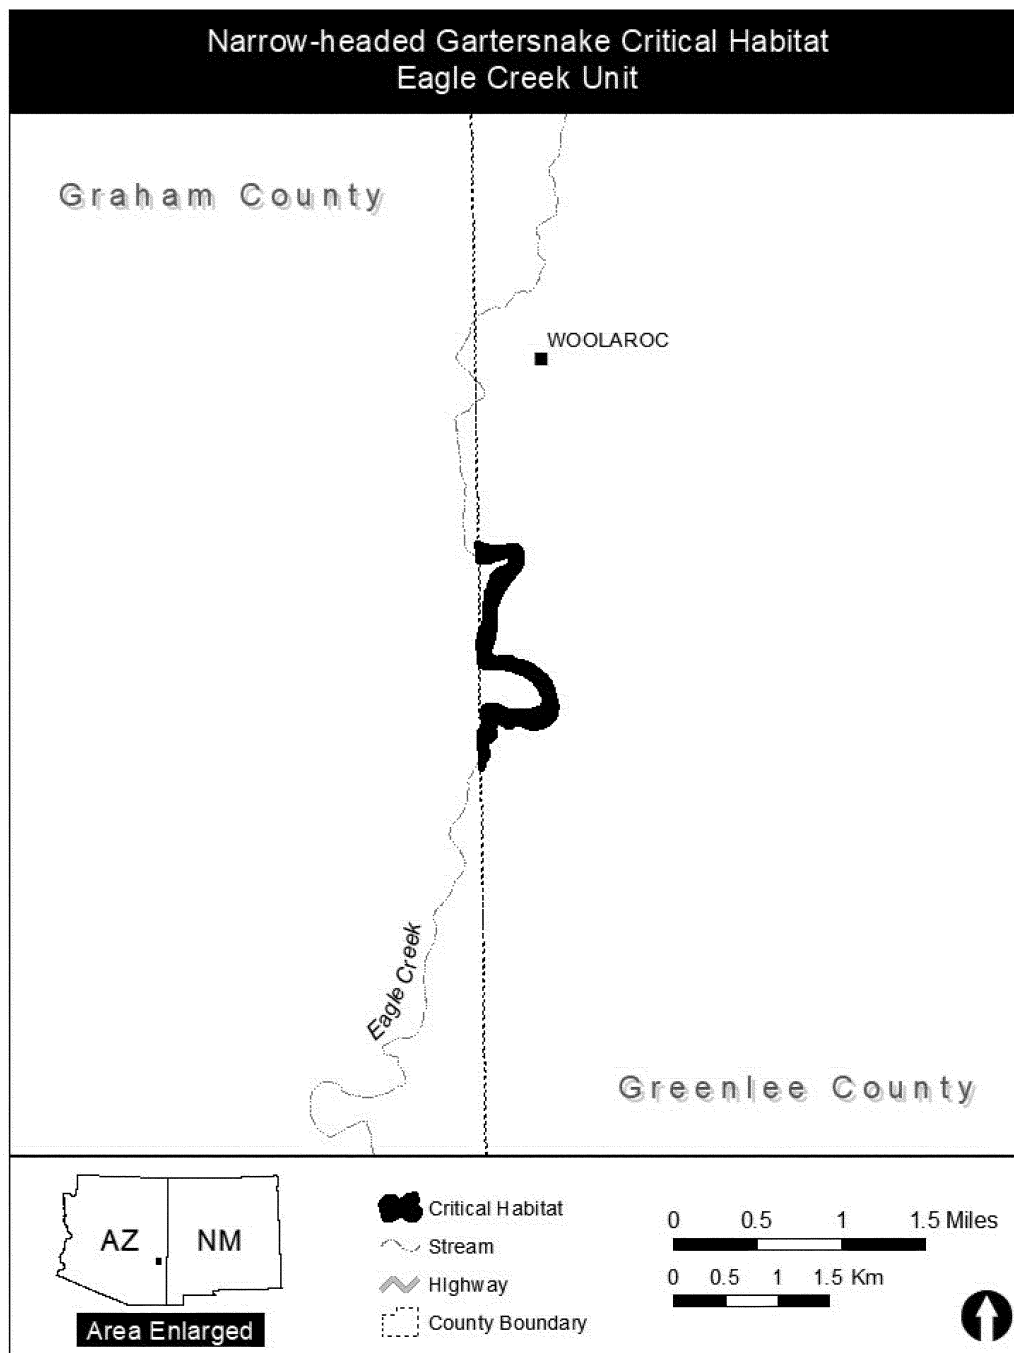 Narrow-headed Gartersnake Critical Habitat
Eagle Creek Unit
Graham County
WOOLAROC
Eagle Creek
Greenlee County
AZ
NM
Area Enlarged
Critical Habitat
Stream
Highway
County Boundary
0 0.5 1 1.5 Miles
0 0.5 1 1.5 Km